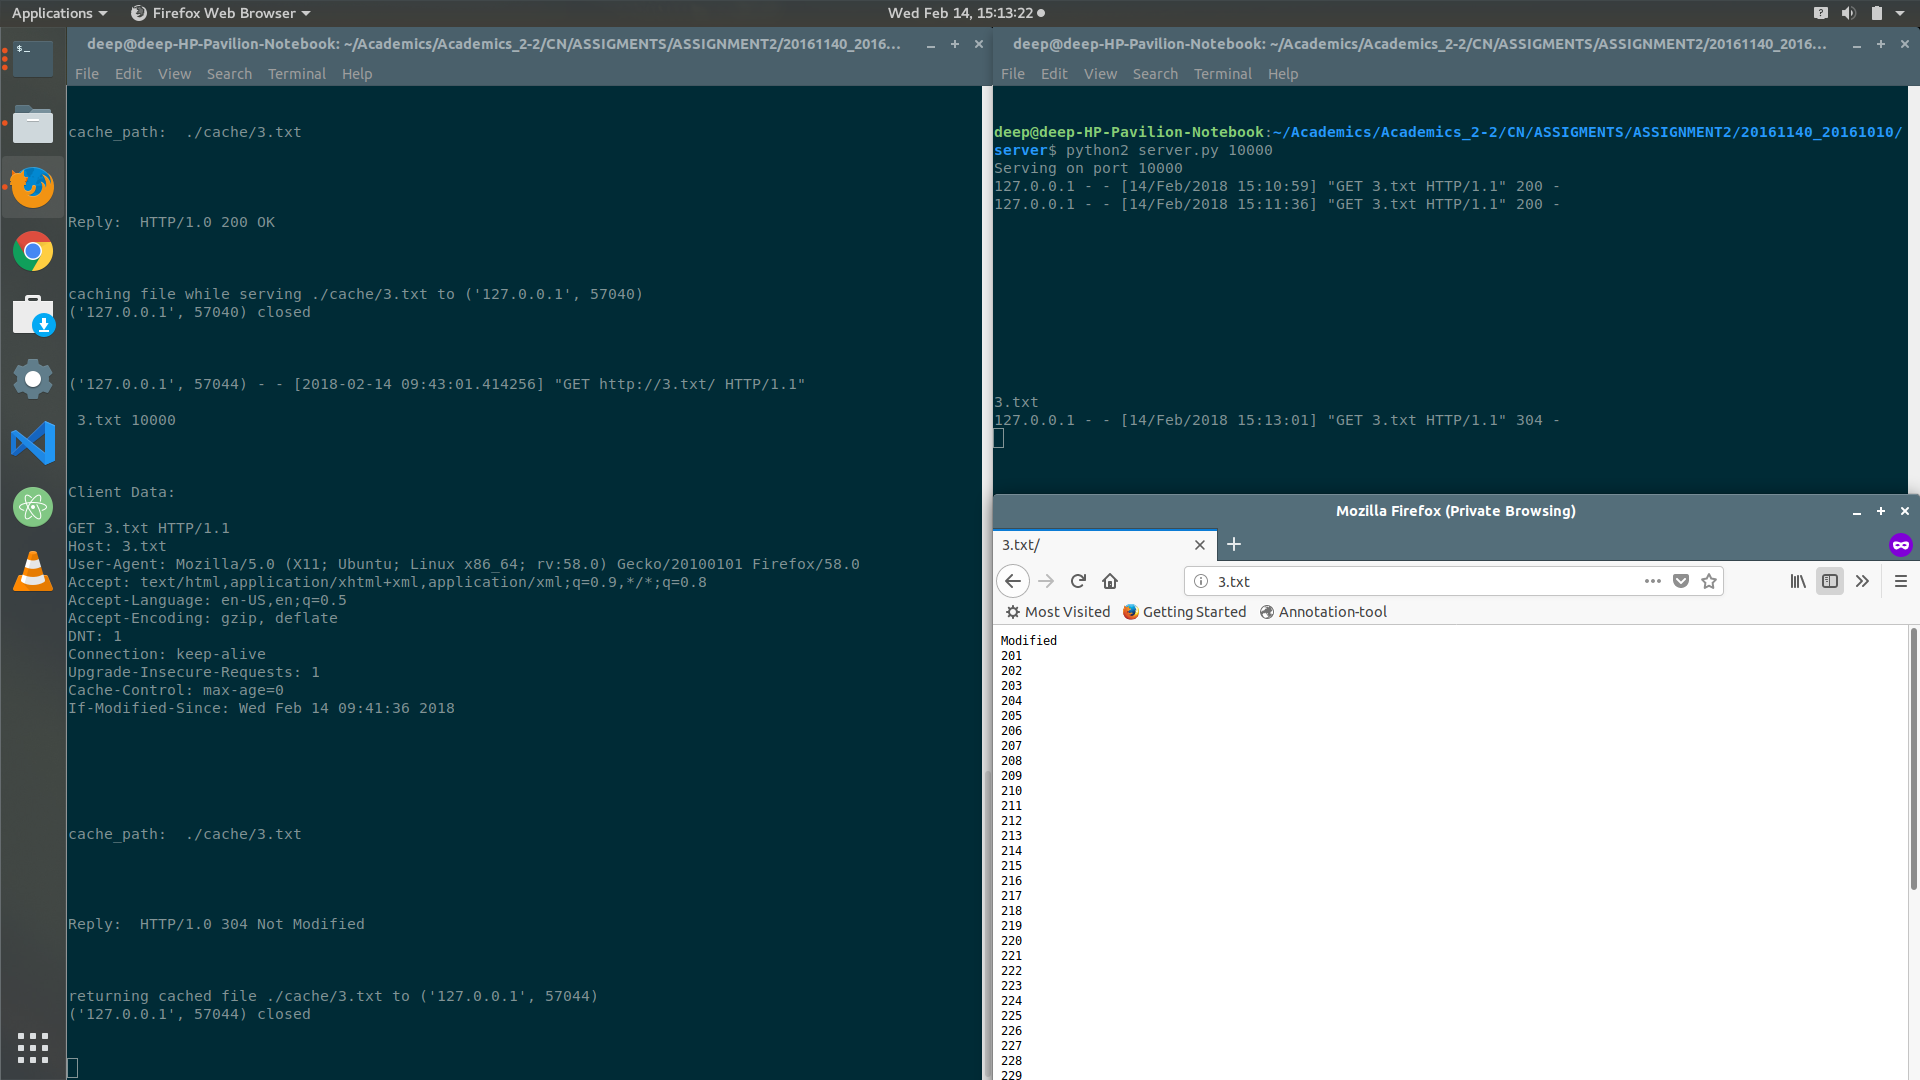 Applications
Firefox Web Browser
Wed Feb 14, 15:13:22
deep@deep-HP-Pavilion-Notebook: ~/Academics/Academics_2-2/CN/ASSIGMENTS/ASSIGNMENT2/20161140_2016...
File Edit View Search Terminal Help
cache_path:  ./cache/3.txt
Reply:  HTTP/1.0 200 OK
caching file while serving ./cache/3.txt to ('127.0.0.1', 57040)
('127.0.0.1', 57040) closed
('127.0.0.1', 57044) - - [2018-02-14 09:43:01.414256] "GET http://3.txt/ HTTP/1.1"
3.txt 10000
Client Data:
GET 3.txt HTTP/1.1
Host: 3.txt
User-Agent: Mozilla/5.0 (X11; Ubuntu; Linux x86_64; rv:58.0) Gecko/20100101 Firefox/58.0
Accept: text/html,application/xhtml+xml,application/xml;q=0.9,*/*;q=0.8
Accept-Language: en-US,en;q=0.5
Accept-Encoding: gzip, deflate
DNT: 1
Connection: keep-alive
Upgrade-Insecure-Requests: 1
Cache-Control: max-age=0
If-Modified-Since: Wed Feb 14 09:41:36 2018
cache_path:  ./cache/3.txt
Reply:  HTTP/1.0 304 Not Modified
returning cached file ./cache/3.txt to ('127.0.0.1', 57044)
('127.0.0.1', 57044) closed
deep@deep-HP-Pavilion-Notebook: ~/Academics/Academics_2-2/CN/ASSIGMENTS/ASSIGNMENT2/20161140_2016...
File Edit View Search Terminal Help
deep@deep-HP-Pavilion-Notebook:~/Academics/Academics_2-2/CN/ASSIGMENTS/ASSIGNMENT2/20161140_20161010/
server$ python2 server.py 10000
Serving on port 10000
127.0.0.1 - - [14/Feb/2018 15:10:59] "GET 3.txt HTTP/1.1" 200 -
127.0.0.1 - - [14/Feb/2018 15:11:36] "GET 3.txt HTTP/1.1" 200 -
3.txt
127.0.0.1 - - [14/Feb/2018 15:13:01] "GET 3.txt HTTP/1.1" 304 -
Mozilla Firefox (Private Browsing)
3.txt/
3.txt
Most Visited Getting Started Annotation-tool
Modified
201
202
203
204
205
206
207
208
209
210
211
212
213
214
215
216
217
218
219
220
221
222
223
224
225
226
227
228
229